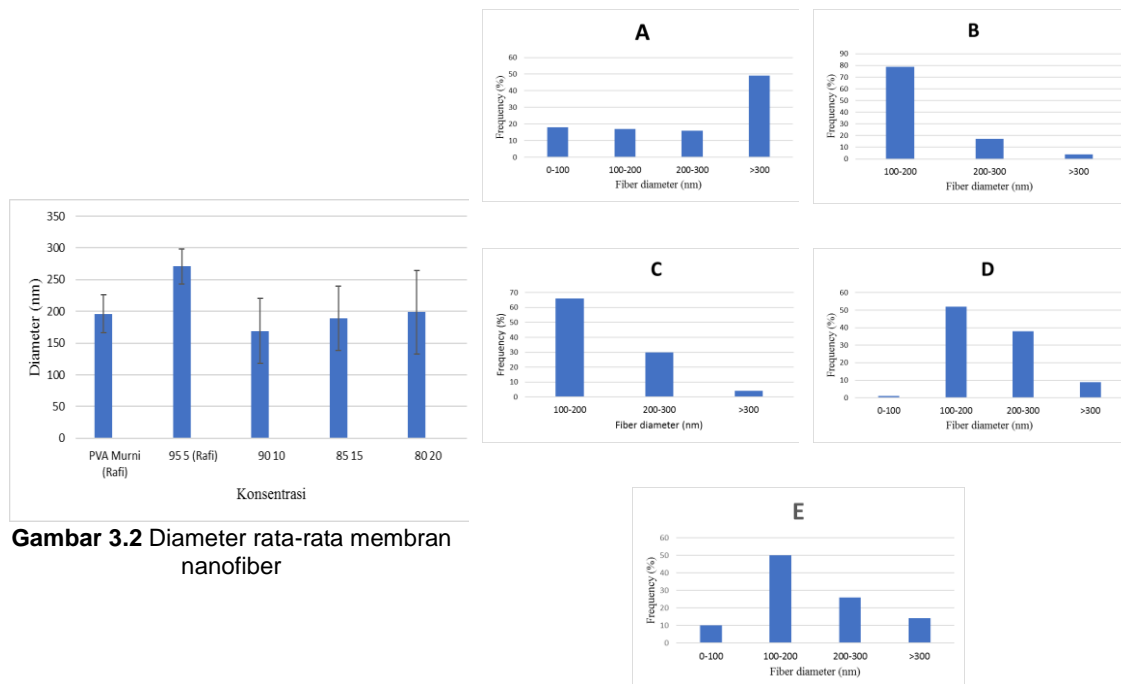 350
300
250
200
150
100
50
0
Diameter (nm)
PVA Murni (Rafi)
95 5 (Rafi)
90 10
85 15
80 20
Konsentrasi
Gambar 3.2 Diameter rata-rata membran
nanofiber
A
60
50
40
30
20
10
0
Frequency (%)
0-100 100-200 200-300 >300
Fiber diameter (nm)
B
90
80
70
60
50
40
30
20
10
0
Frequency (%)
100-200 200-300 >300
Fiber diameter (nm)
C
70
60
50
40
30
20
10
0
Frequency (%)
100-200 200-300 >300
Fiber diameter (nm)
D
60
50
40
30
20
10
0
Frequency (%)
0-100 100-200 200-300 >300
Fiber diameter (nm)
E
60
50
40
30
20
10
0
Frequency (%)
0-100 100-200 200-300 >300
Fiber diameter (nm)